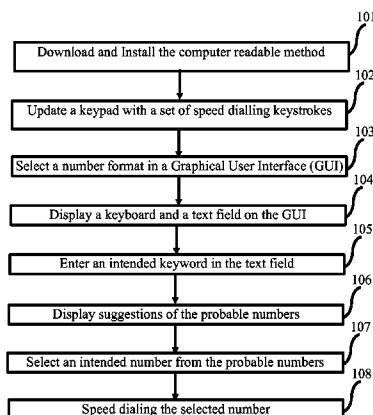 101
Download and Install the computer readable method
102
Update a keypad with a set of speed dialling keystrokes
103
Select a number format in a Graphical User Interface (GUI)
104
Display a keyboard and a text field on the GUI
105
Enter an intended keyword in the text field
106
Display suggestions of the probable numbers
107
Select an intended number from the probable numbers
108
Speed dialing the selected number